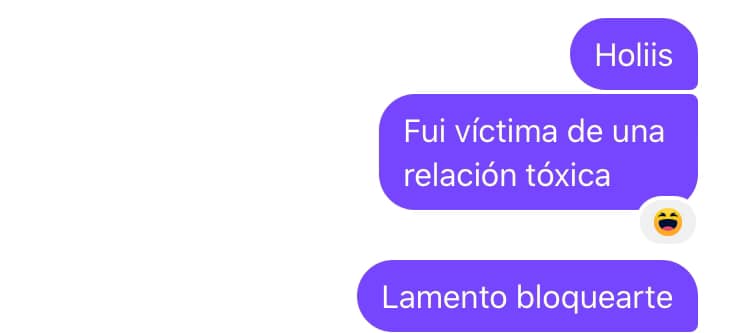 Holiis
Fui víctima de una
relación tóxica
Lamento bloquearte